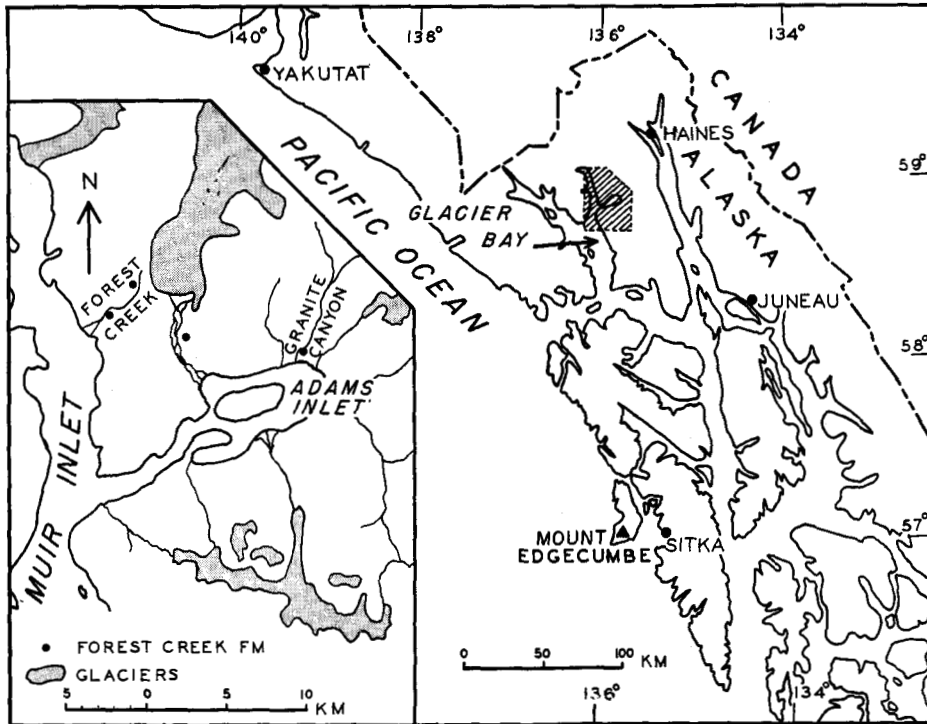 140°
138°
136°
134°
YAKUTAT
CANADA
HAINES
ALASKA
59°
PACIFIC OCEAN
GLACIER
BAY
N
FOREST
CREEK
GRANITE
CANYON
JUNEAU
58°
ADAMS
INLET
MUIR INLET
MOUNT
EDGECUMBE
SITKA
57°
FOREST CREEK FM
GLACIERS
0 50 100
KM
5 0 5 10
KM
136°
134°